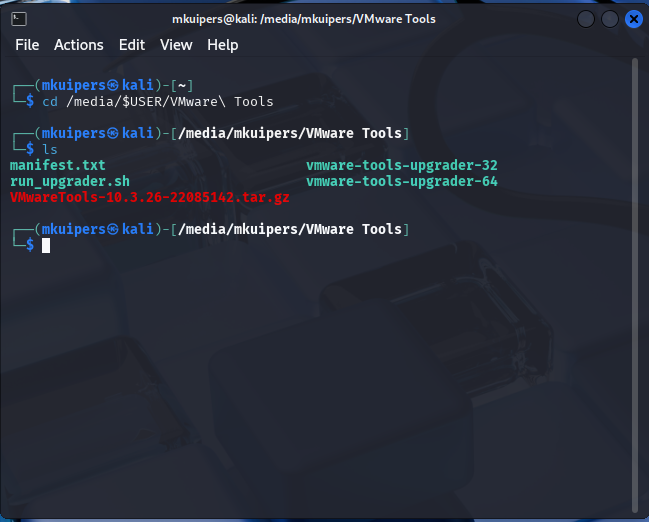 mkuipers@kali: /media/mkuipers/VMware Tools
File Actions Edit View Help
┌──(mkuipers㉿kali)-[~]
└─$ cd /media/$USER/VMware\ Tools
┌──(mkuipers㉿kali)-[/media/mkuipers/VMware Tools]
└─$ ls
manifest.txt vmware-tools-upgrader-32
run_upgrader.sh vmware-tools-upgrader-64
VMwareTools-10.3.26-22085142.tar.gz
┌──(mkuipers㉿kali)-[/media/mkuipers/VMware Tools]
└─$